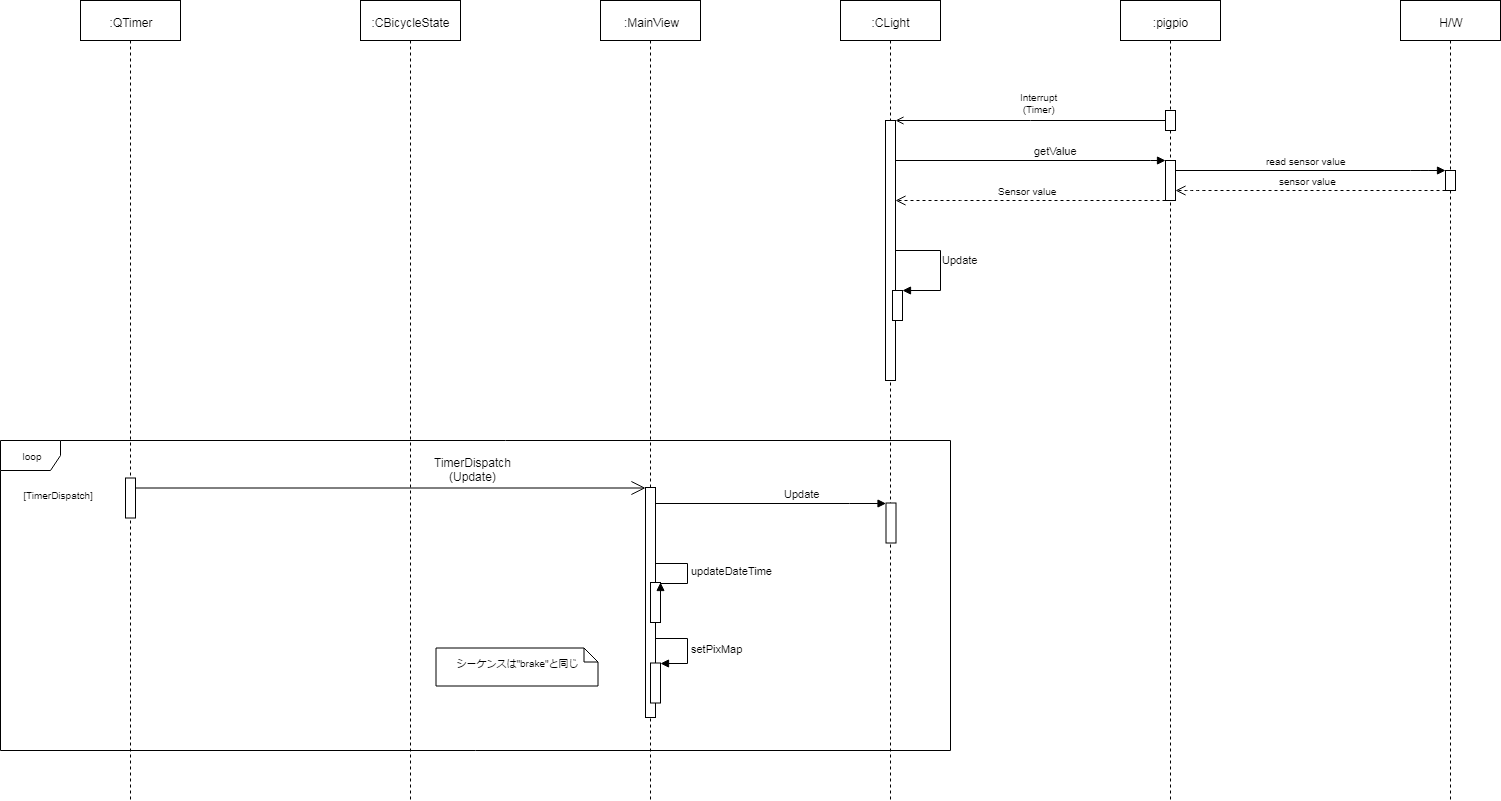 :QTimer
:CBicycleState
:MainView
:CLight
:pigpio
H/W
Interrupt
(Timer)
getValue
read sensor value
sensor value
Sensor value
Update
loop
TimerDispatch
(Update)
[TimerDispatch]
Update
updateDateTime
setPixMap
シーケンスは"brake"と同じ